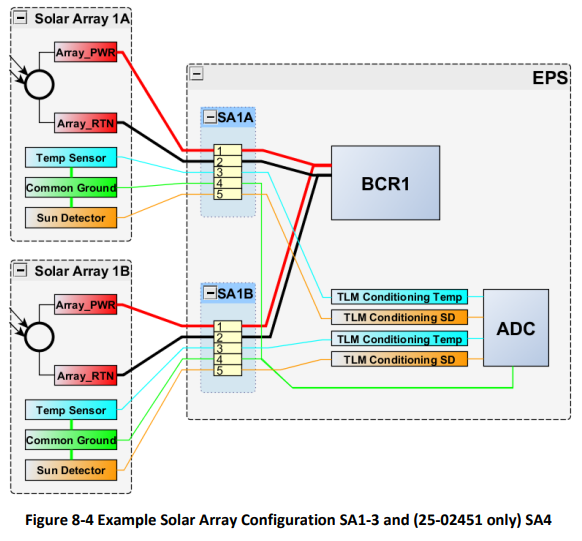 Solar Array 1A
Array_PWR
Array_RTN
Temp Sensor
Common Ground
Sun Detector
EPS
SA1A
1
2
3
4
5
BCR1
Solar Array 1B
Array_PWR
Array_RTN
Temp Sensor
Common Ground
Sun Detector
SA1B
1
2
3
4
5
TLM Conditioning Temp
TLM Conditioning SD
TLM Conditioning Temp
TLM Conditioning SD
ADC
Figure 8-4 Example Solar Array Configuration SA1-3 and (25-02451 only) SA4